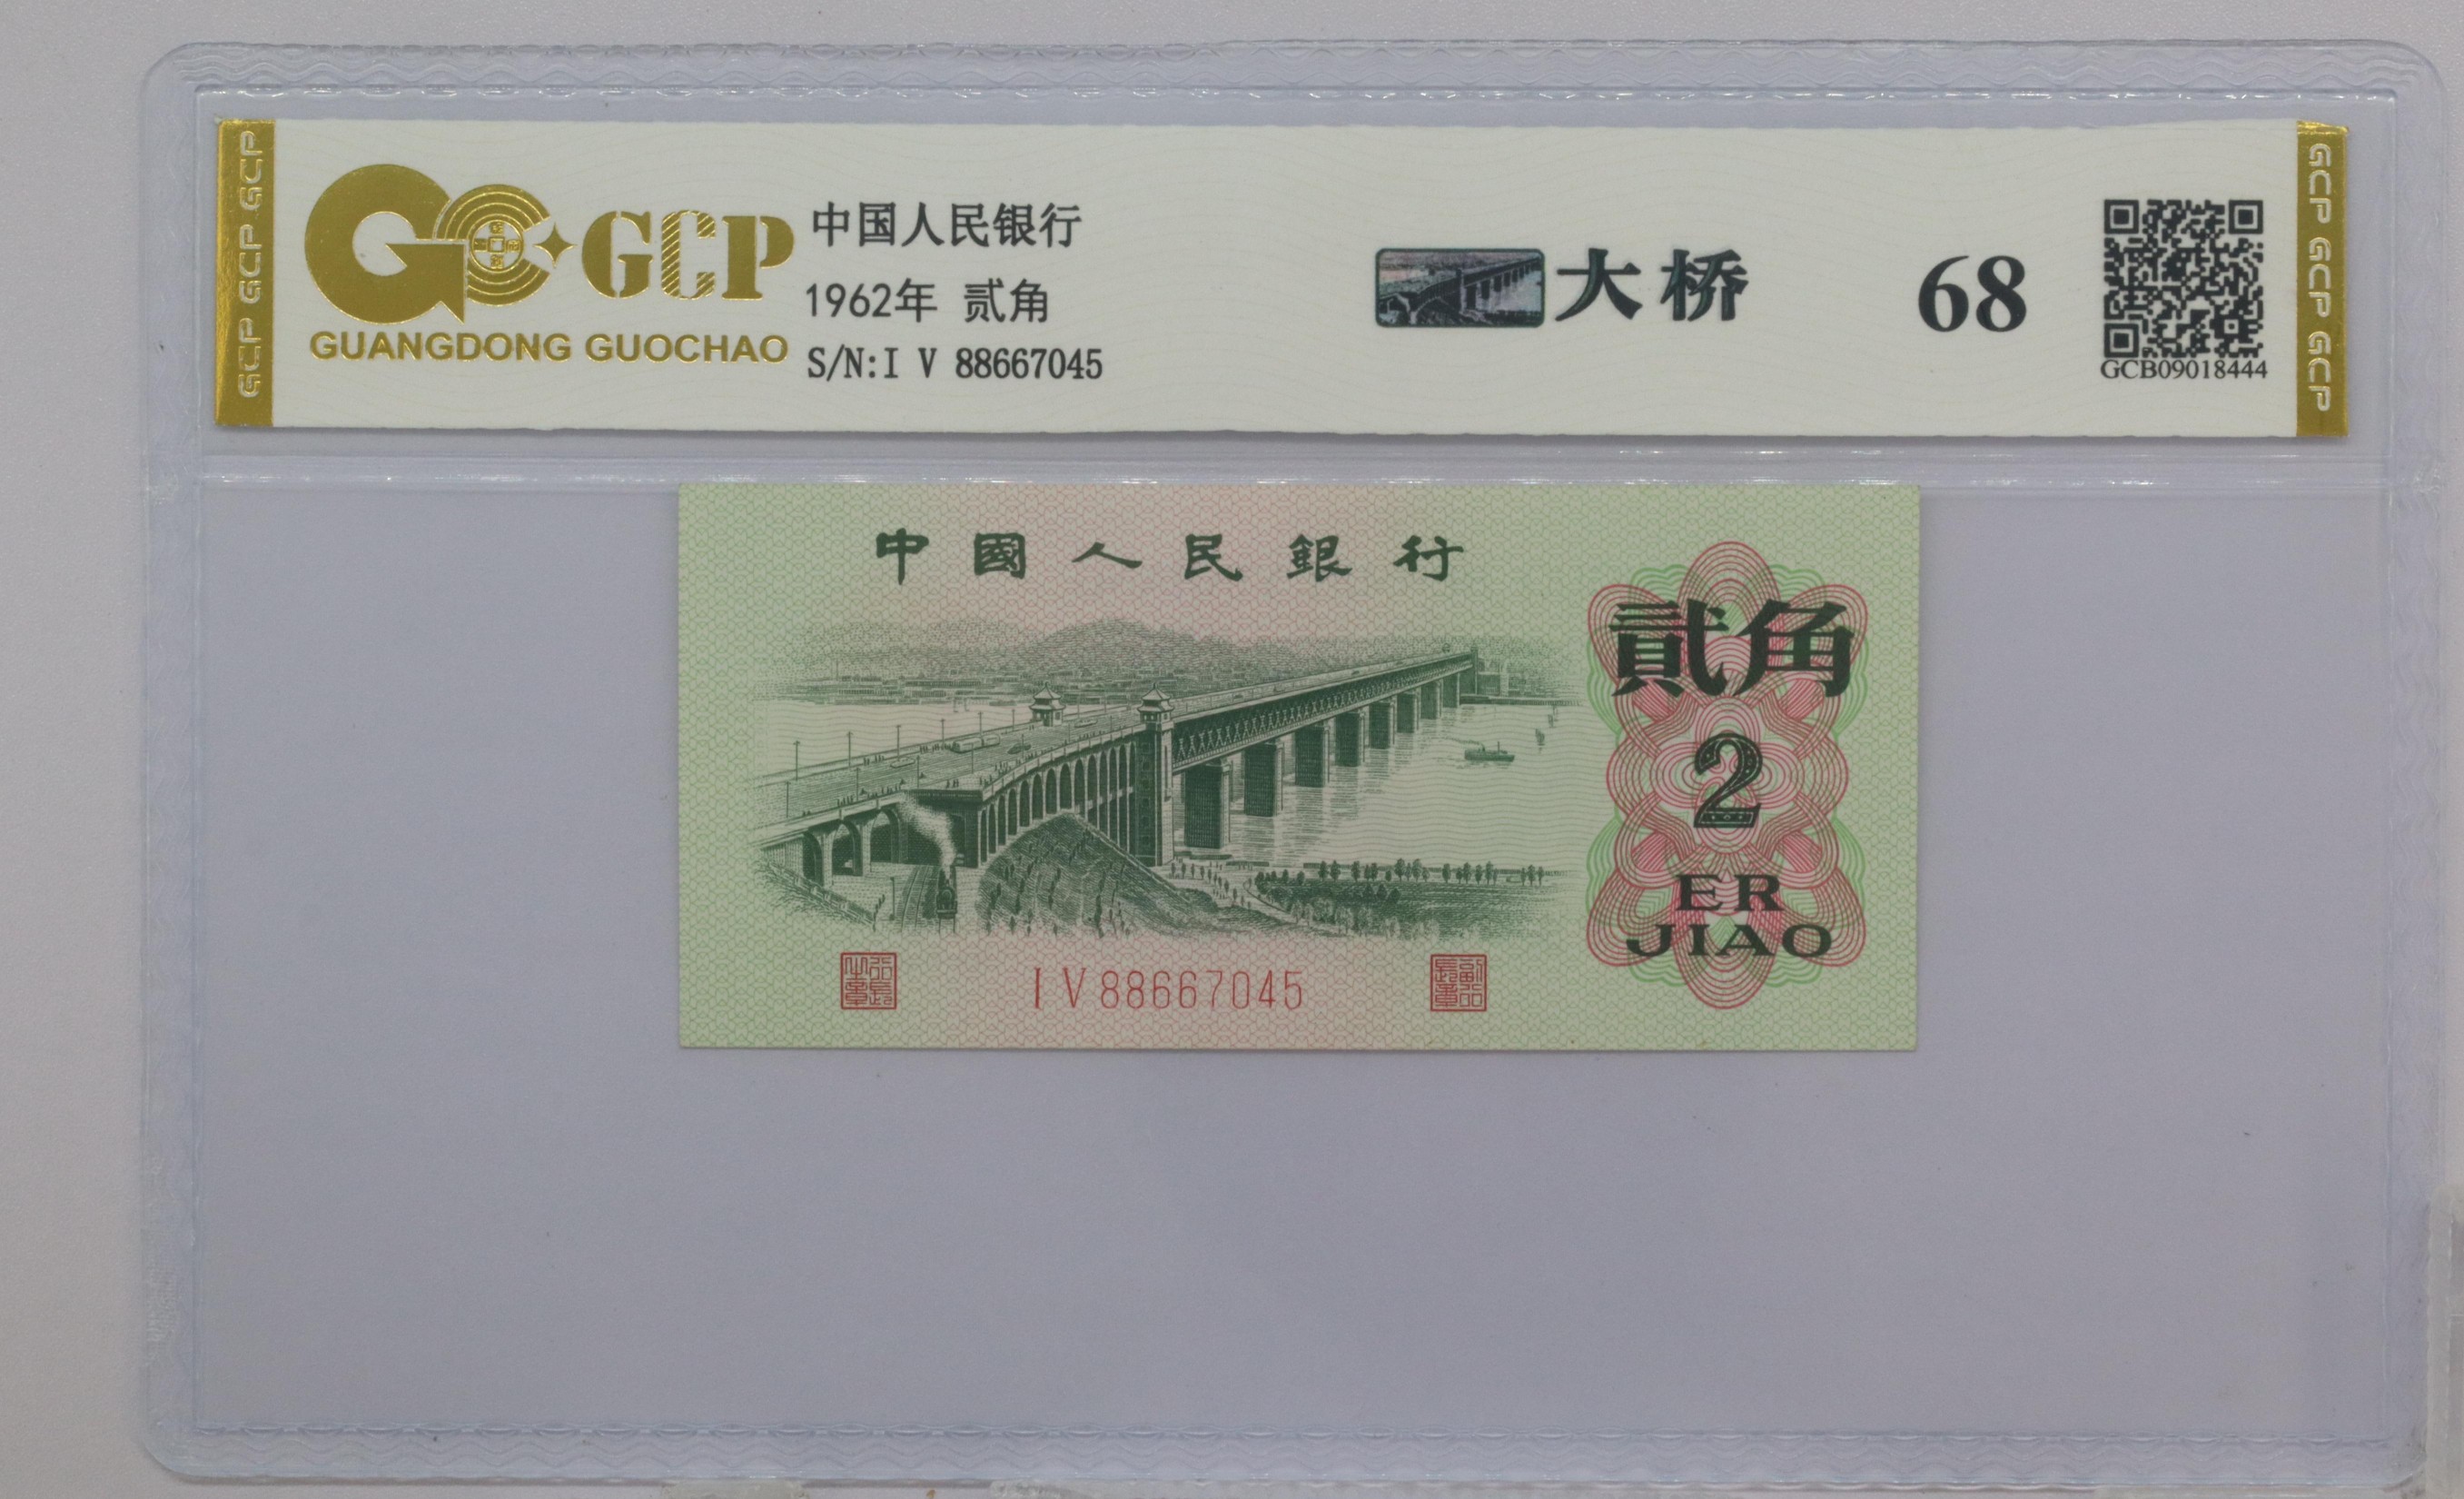 GCP GCP GCP
GCP
GUANGDONG GUOCHAO
中国人民银行
1962年 贰角
S/N:I V 88667045
大桥
68
GCB09018444
GCP GCP GCP
中國人民銀行
貳角
2
ER
JIAO
I V 88667045